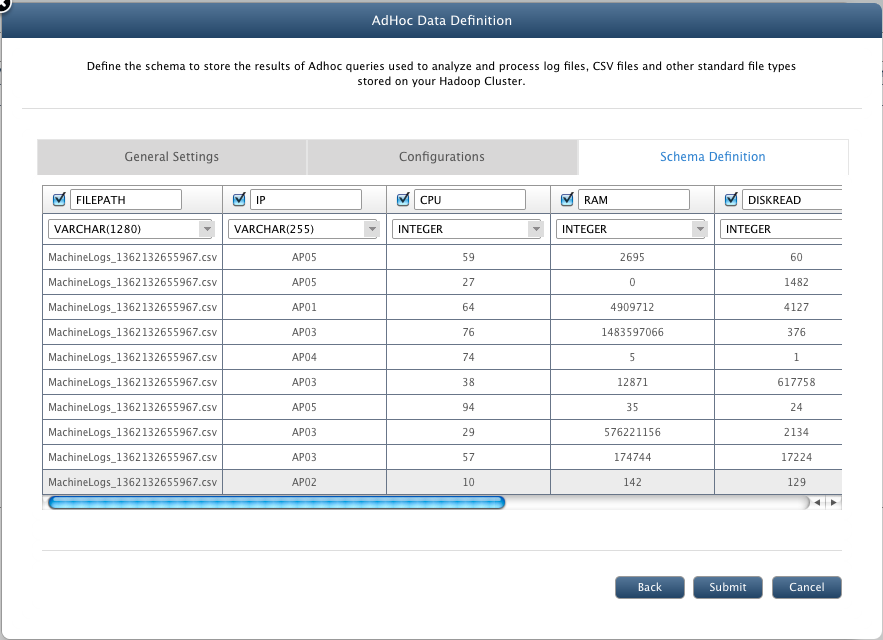 AdHoc Data Definition
Define the schema to store the results of Adhoc queries used to analyze and process log files, CSV files and other standard file types
stored on your Hadoop Cluster.
General Settings Configurations Schema Definition
FILEPATH IP CPU RAM DISKREAD
VARCHAR(1280) VARCHAR(255) INTEGER INTEGER INTEGER
MachineLogs_1362132655967.csv AP05 59 2695 60
MachineLogs_1362132655967.csv AP05 27 0 1482
MachineLogs_1362132655967.csv AP01 64 4909712 4127
MachineLogs_1362132655967.csv AP03 76 1483597066 376
MachineLogs_1362132655967.csv AP04 74 5 1
MachineLogs_1362132655967.csv AP03 38 12871 617758
MachineLogs_1362132655967.csv AP05 94 35 24
MachineLogs_1362132655967.csv AP03 29 576221156 2134
MachineLogs_1362132655967.csv AP03 57 174744 17224
MachineLogs_1362132655967.csv AP02 10 142 129
Back Submit Cancel